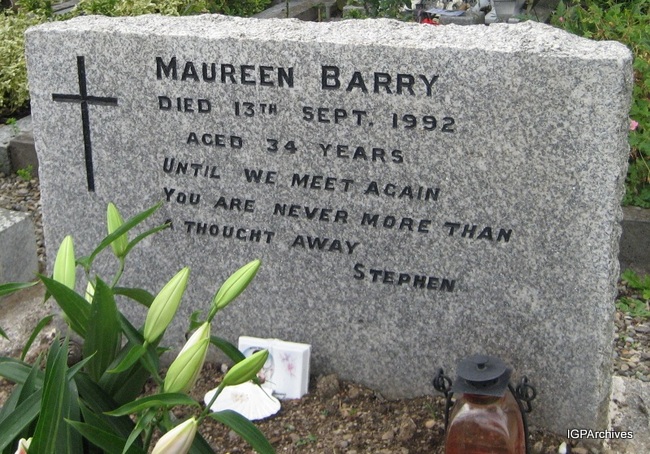 MAUREEN BARRY
DIED 13TH SEPT. 1992
AGED 34 YEARS
UNTIL WE MEET AGAIN
YOU ARE NEVER MORE THAN
A THOUGHT AWAY
STEPHEN
IGPArchives